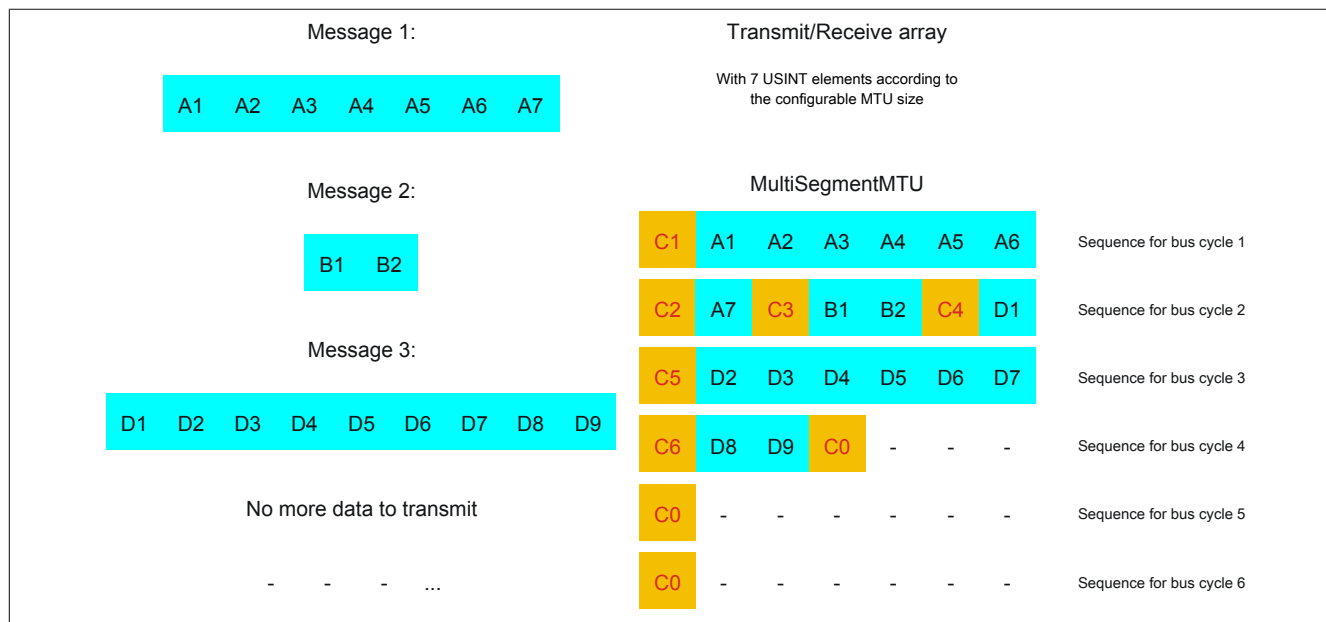 Message 1:
A1 A2 A3 A4 A5 A6 A7
Message 2:
B1 B2
Message 3:
D1 D2 D3 D4 D5 D6 D7 D8 D9
No more data to transmit
- - - ...
Transmit/Receive array
With 7 USINT elements according to
the configurable MTU size
MultiSegmentMTU
C1 A1 A2 A3 A4 A5 A6 Sequence for bus cycle 1
C2 A7 C3 B1 B2 C4 D1 Sequence for bus cycle 2
C5 D2 D3 D4 D5 D6 D7 Sequence for bus cycle 3
C6 D8 D9 C0 - - - Sequence for bus cycle 4
C0 - - - - - - Sequence for bus cycle 5
C0 - - - - - - Sequence for bus cycle 6